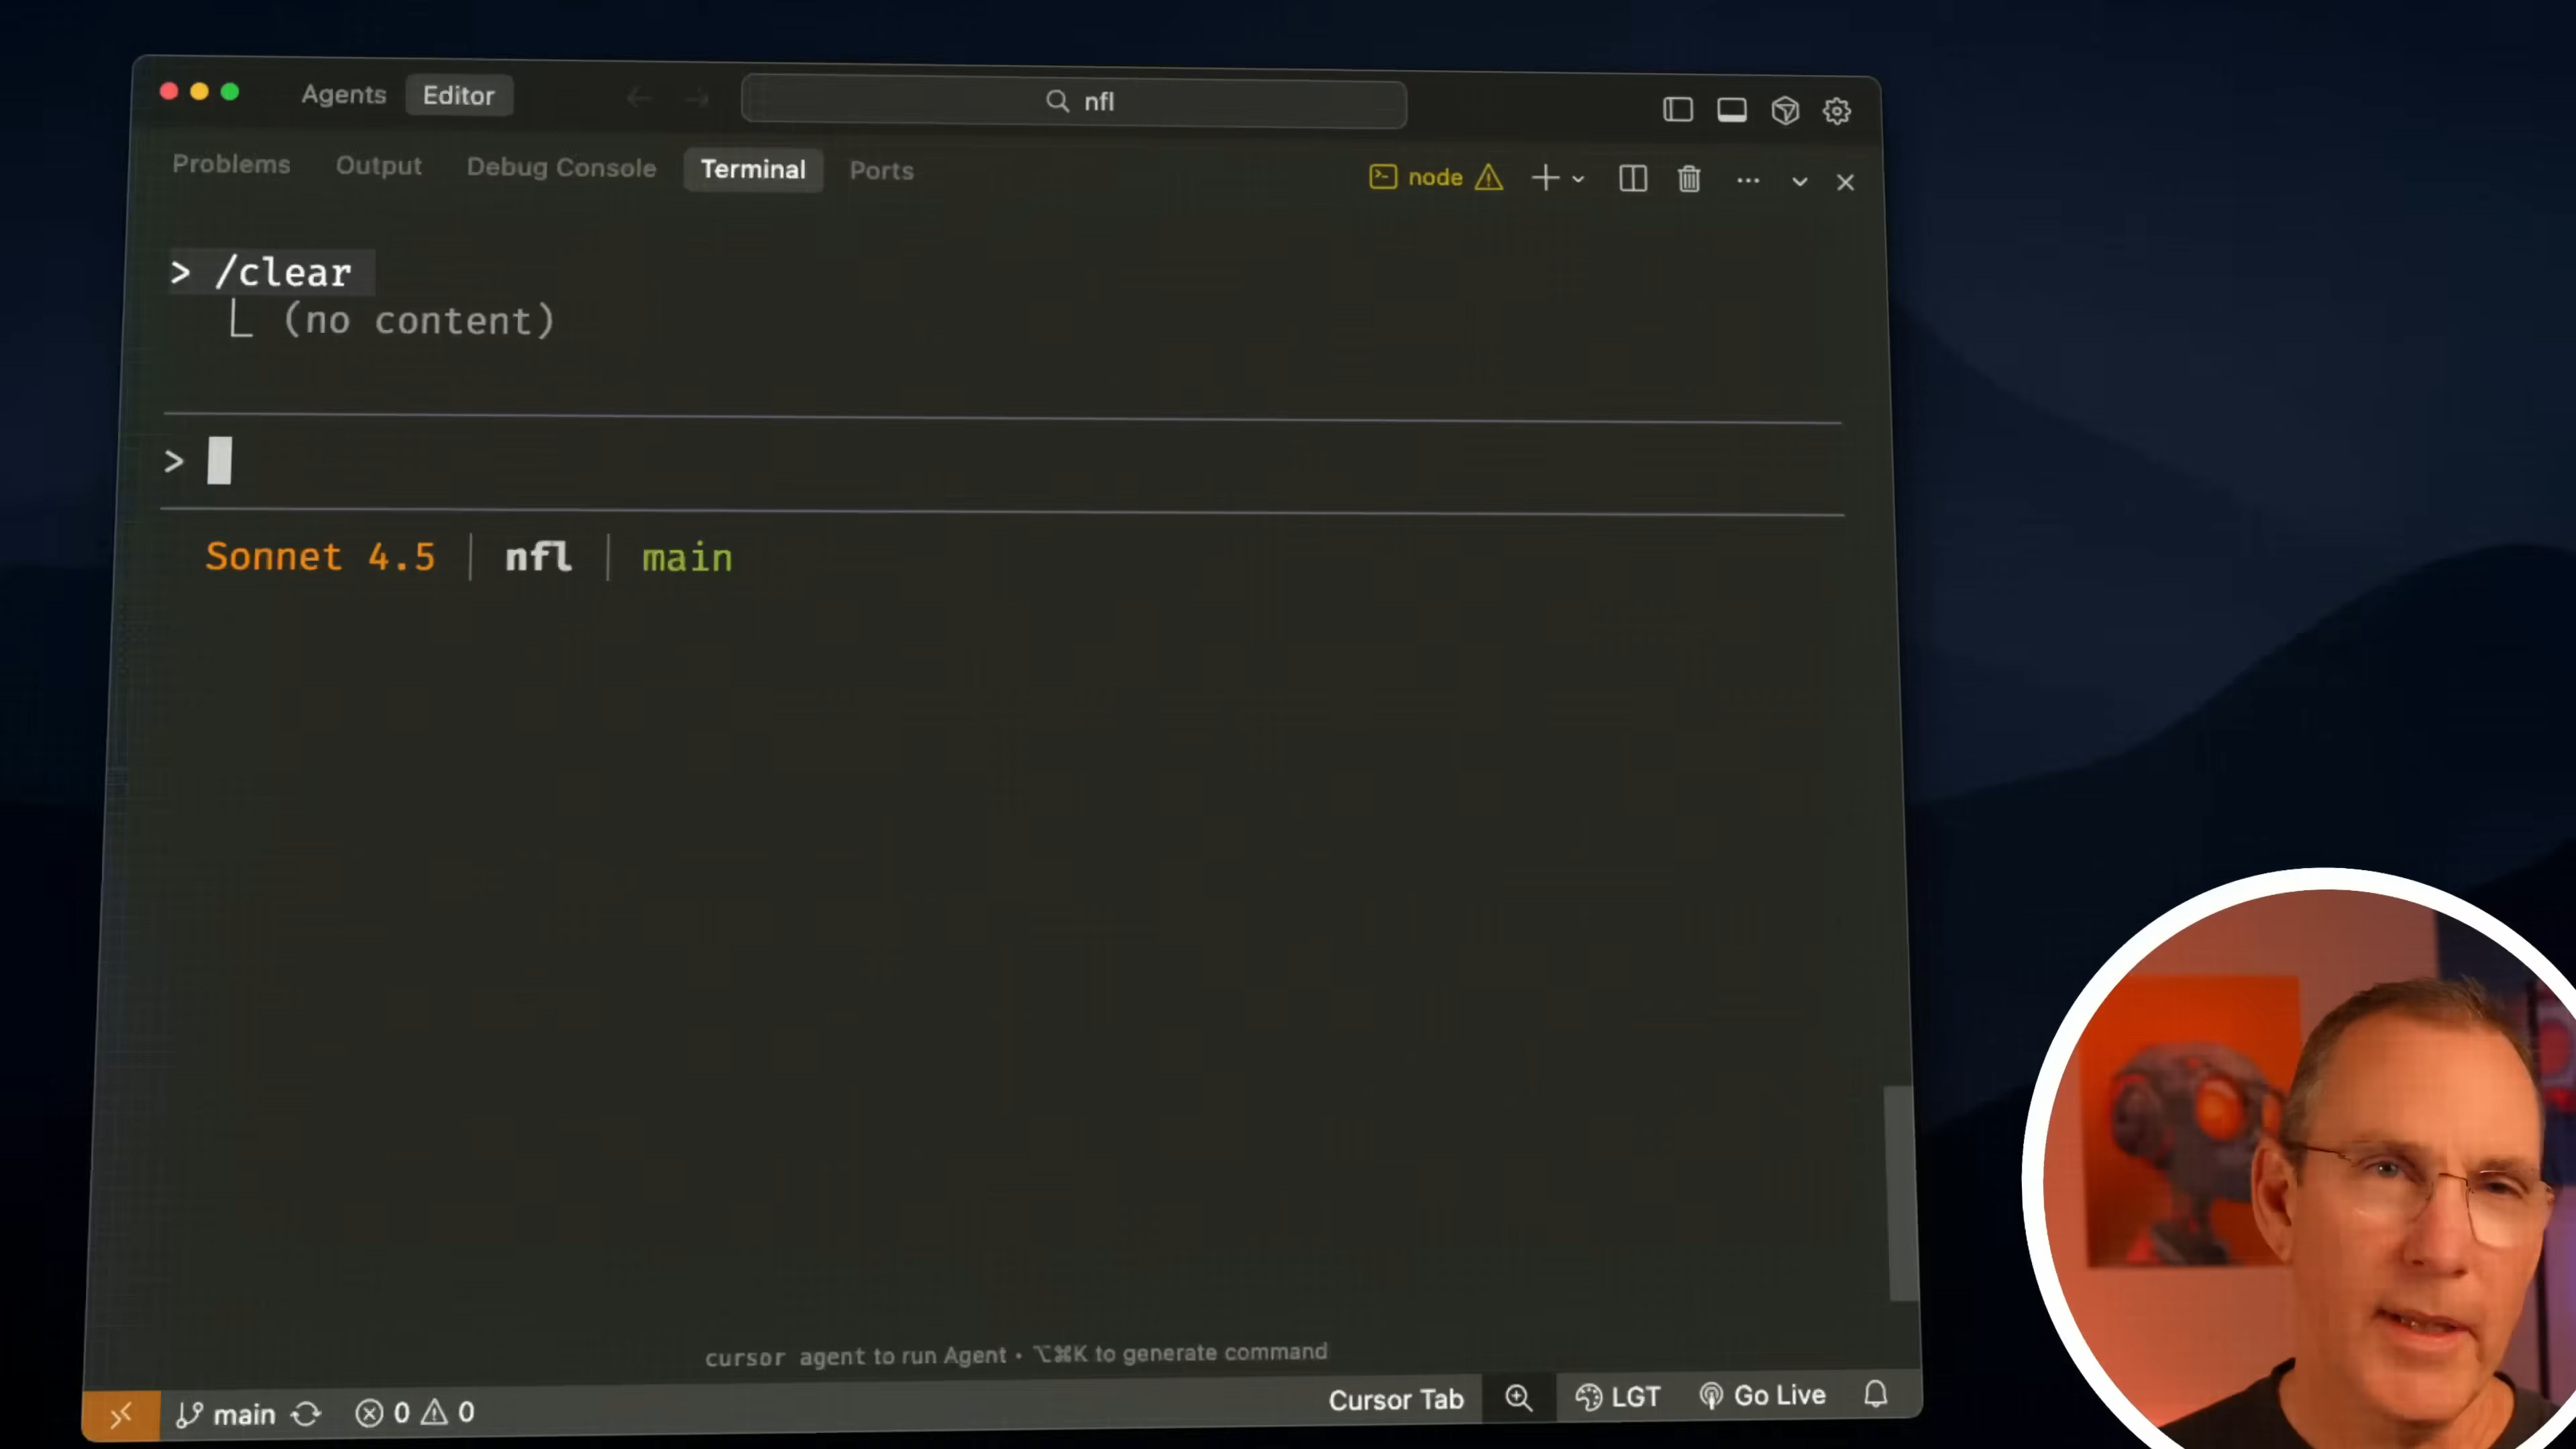 Agents Editor nfl
Problems Output Debug Console Terminal Ports node
> /clear
(no content)
>
Sonnet 4.5 | nfl | main
cursor agent to run Agent • ⌥⌘K to generate command
main 0 0 Cursor Tab LGT Go Live